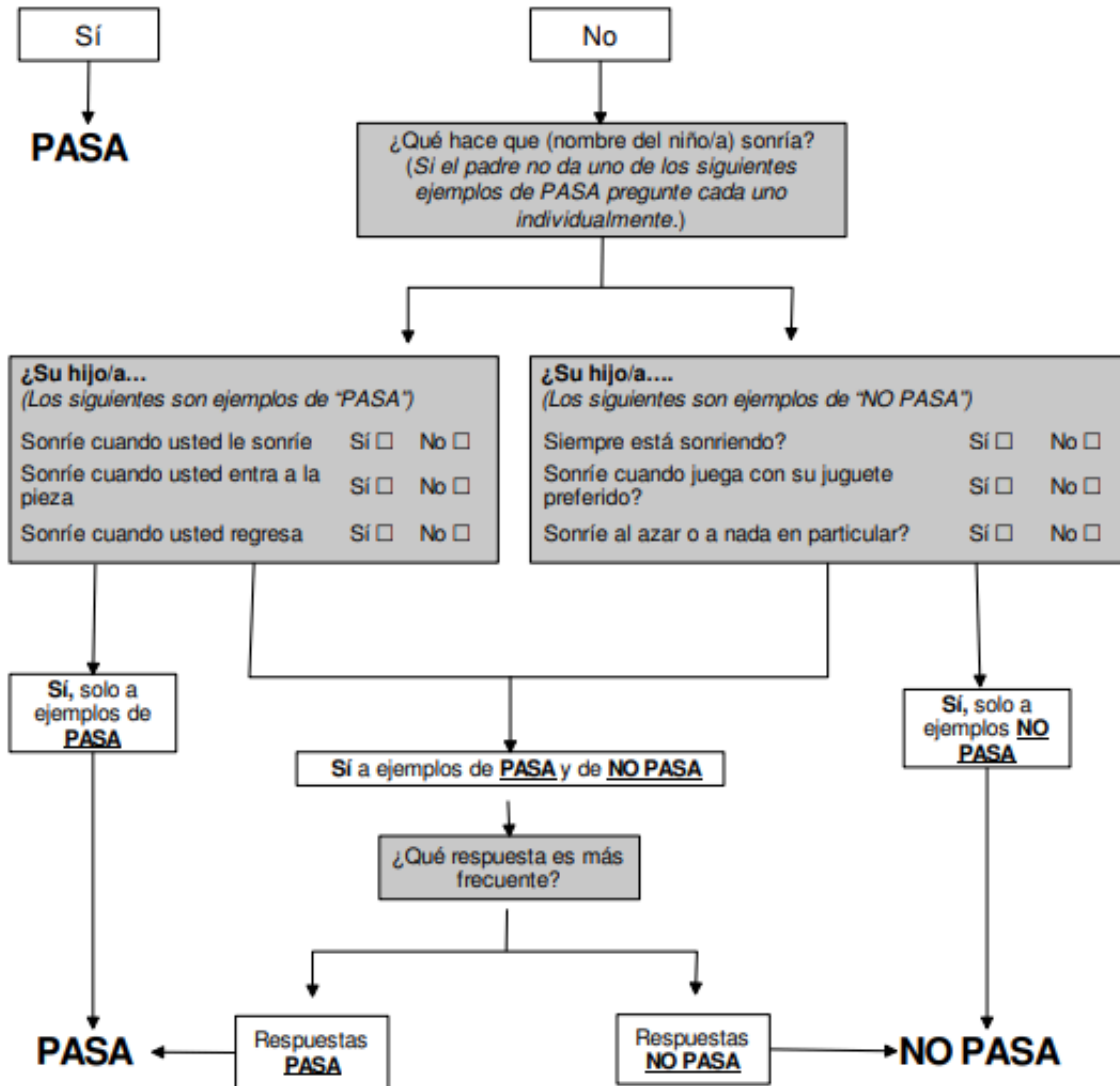 Sí
No
PASA
¿Qué hace que (nombre del niño/a) sonría?
(Si el padre no da uno de los siguientes
ejemplos de PASA pregunte cada uno
individualmente.)
¿Su hijo/a…
(Los siguientes son ejemplos de “PASA”)
Sonríe cuando usted le sonríe Sí ☐ No ☐
Sonríe cuando usted entra a la
pieza Sí ☐ No ☐
Sonríe cuando usted regresa Sí ☐ No ☐
¿Su hijo/a….
(Los siguientes son ejemplos de “NO PASA”)
Siempre está sonriendo? Sí ☐ No ☐
Sonríe cuando juega con su juguete
preferido? Sí ☐ No ☐
Sonríe al azar o a nada en particular? Sí ☐ No ☐
Sí, solo a
ejemplos de
PASA
Sí, solo a
ejemplos NO
PASA
Sí a ejemplos de PASA y de NO PASA
¿Qué respuesta es más
frecuente?
Respuestas
PASA
Respuestas
NO PASA
PASA
NO PASA